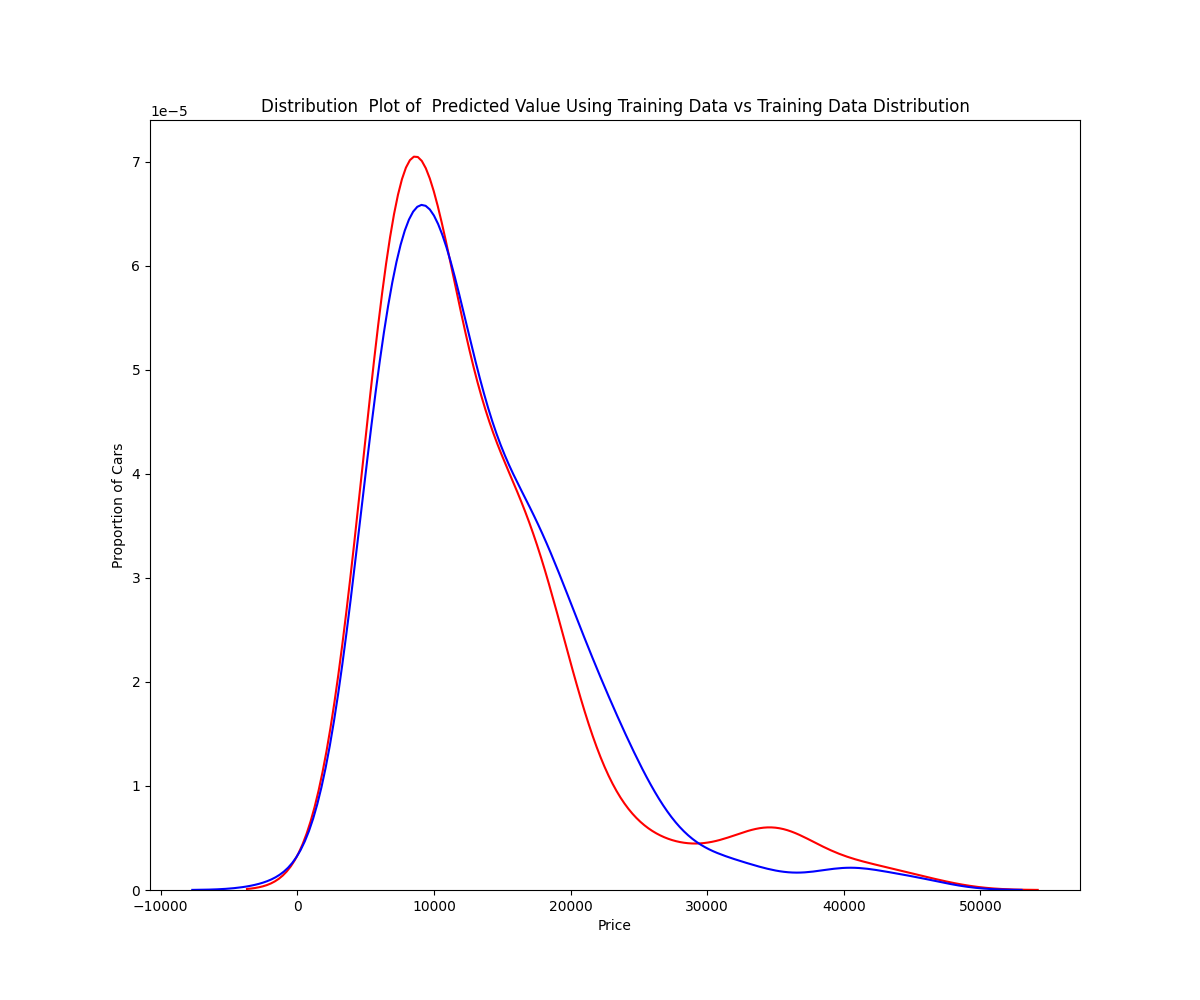 Distribution  Plot of  Predicted Value Using Training Data vs Training Data Distribution
1e−5
7
6
5
4
3
2
1
0
Proportion of Cars
−10000 0 10000 20000 30000 40000 50000
Price